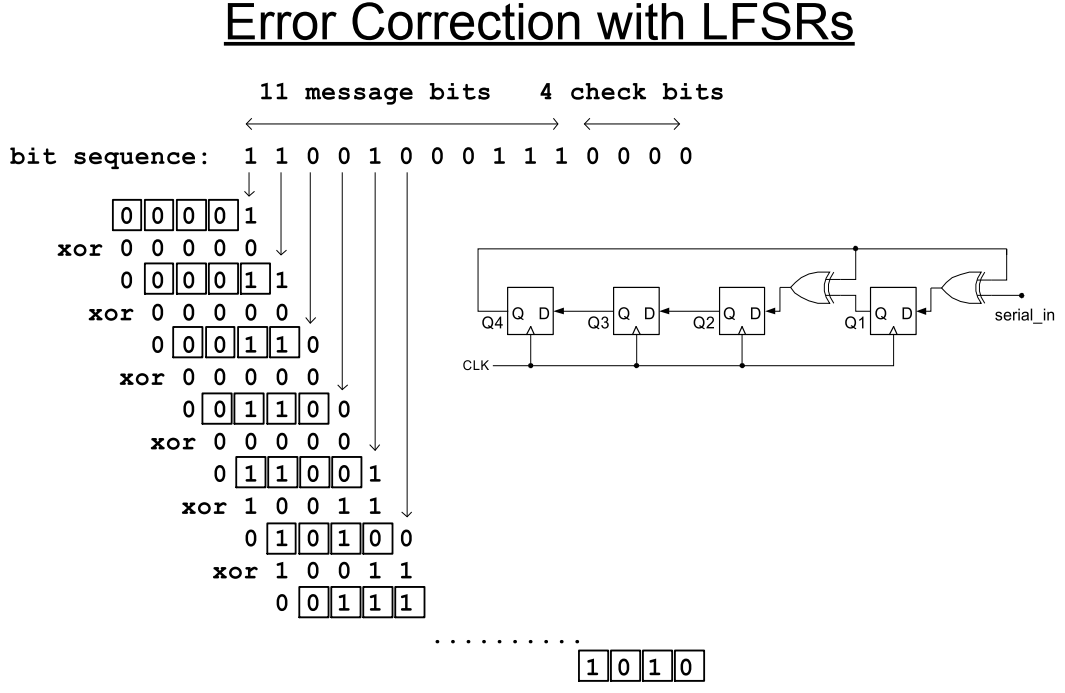 Error Correction with LFSRs
11 message bits 4 check bits
bit sequence: 1 1 0 0 1 0 0 0 1 1 1 0 0 0 0
0 0 0 0 1
xor 0 0 0 0 0
0 0 0 0 1 1
xor 0 0 0 0 0
0 0 0 1 1 0
xor 0 0 0 0 0
0 0 1 1 0 0
xor 0 0 0 0 0
0 1 1 0 0 1
xor 1 0 0 1 1
0 1 0 1 0 0
xor 1 0 0 1 1
0 0 1 1 1
. . . . . . . . . .
1 0 1 0
Q D Q D Q D Q D
Q4 Q3 Q2 Q1
serial_in
CLK